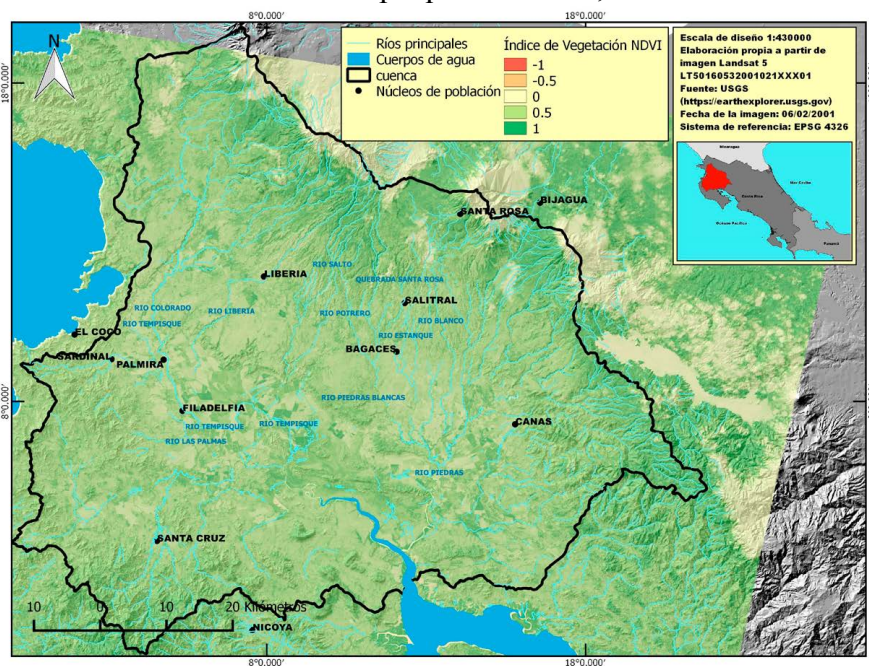 8°0.000'
18°0.000'
N
Ríos principales
Cuerpos de agua
cuenca
Núcleos de población
Índice de Vegetación NDVI
-1
-0.5
0
0.5
1
Escala de diseño 1:430000
Elaboración propia a partir de
imagen Landsat 5
LT50160532001021XXX01
Fuente: USGS
(https://earthexplorer.usgs.gov)
Fecha de la imagen: 06/02/2001
Sistema de referencia: EPSG 4326
Nicaragua
Mar Caribe
Costa Rica
Océano Pacífico
Panamá
18°0.000'
BIJAGUA
SANTA ROSA
RIO SALTO
LIBERIA
QUEBRADA SANTA ROSA
SALITRAL
RIO COLORADO
RIO LIBERIA
RIO POTRERO
RIO BLANCO
RIO TEMPISQUE
EL COCO
RIO ESTANQUE
BAGACES
SARDINAL
PALMIRA
8°0.000'
RIO PIEDRAS BLANCAS
FILADELFIA
RIO TEMPISQUE
RIO TEMPISQUE
CANAS
RIO LAS PALMAS
RIO PIEDRAS
SANTA CRUZ
10 0 10 20 Kilómetros
NICOYA
8°0.000'
18°0.000'